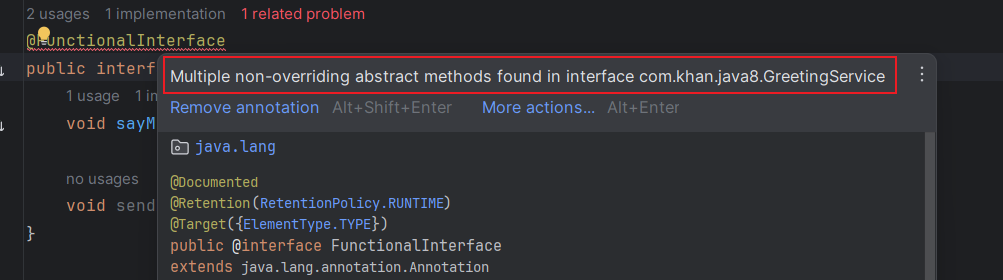 2 usages 1 implementation 1 related problem
@FunctionalInterface
public interf
Multiple non-overriding abstract methods found in interface com.khan.java8.GreetingService
Remove annotation Alt+Shift+Enter More actions... Alt+Enter
1 usage 1 im
void sayM
java.lang
no usages
void send
}
@Documented
@Retention(RetentionPolicy.RUNTIME)
@Target({ElementType.TYPE})
public @interface FunctionalInterface
extends java.lang.annotation.Annotation